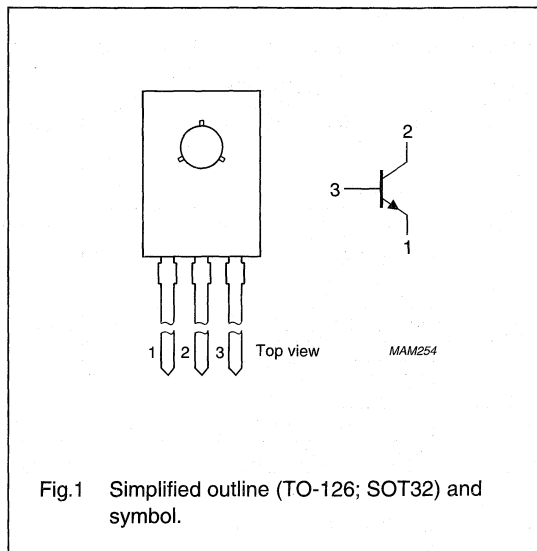 2
3
1
1 2 3 Top view
MAM254
Fig.1 Simplified outline (TO-126; SOT32) and
symbol.